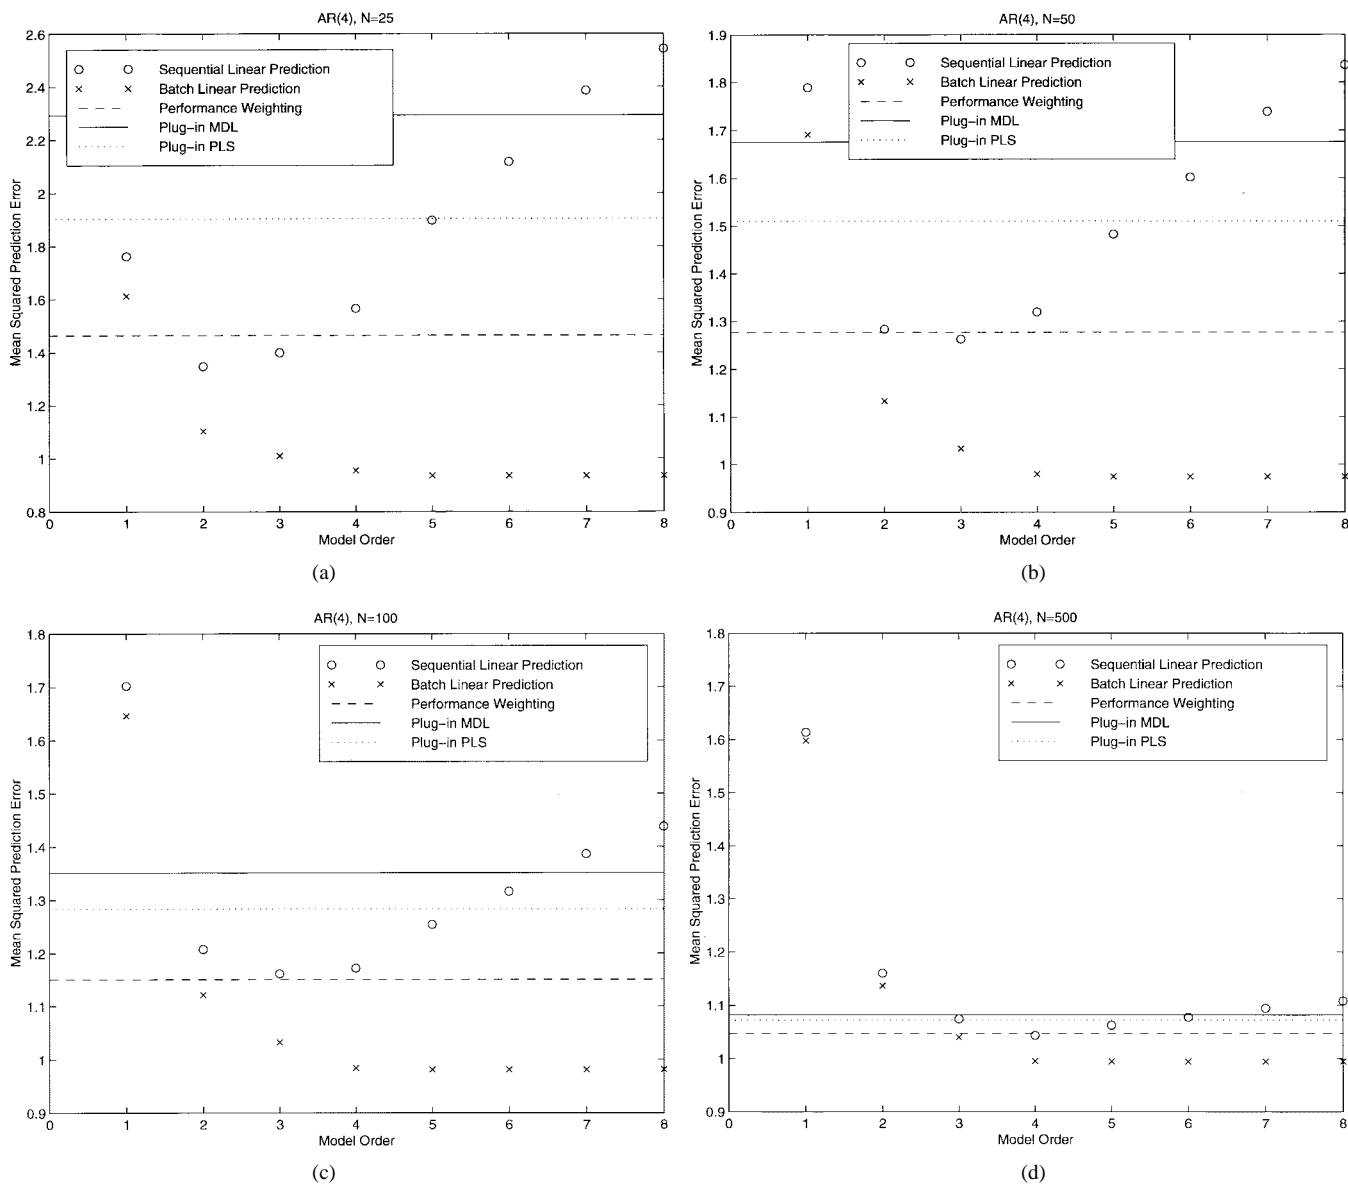 AR(4), N=25
2.6
2.4
2.2
2
1.8
1.6
1.4
1.2
1
0.8
Mean Squared Prediction Error
Sequential Linear Prediction
Batch Linear Prediction
Performance Weighting
Plug-in MDL
Plug-in PLS
0 1 2 3 4 5 6 7 8
Model Order
(a)
AR(4), N=50
1.9
1.8
1.7
1.6
1.5
1.4
1.3
1.2
1.1
1
0.9
Mean Squared Prediction Error
Sequential Linear Prediction
Batch Linear Prediction
Performance Weighting
Plug-in MDL
Plug-in PLS
0 1 2 3 4 5 6 7 8
Model Order
(b)
AR(4), N=100
1.8
1.7
1.6
1.5
1.4
1.3
1.2
1.1
1
0.9
Mean Squared Prediction Error
Sequential Linear Prediction
Batch Linear Prediction
Performance Weighting
Plug-in MDL
Plug-in PLS
0 1 2 3 4 5 6 7 8
Model Order
(c)
AR(4), N=500
1.8
1.7
1.6
1.5
1.4
1.3
1.2
1.1
1
0.9
Mean Squared Prediction Error
Sequential Linear Prediction
Batch Linear Prediction
Performance Weighting
Plug-in MDL
Plug-in PLS
0 1 2 3 4 5 6 7 8
Model Order
(d)